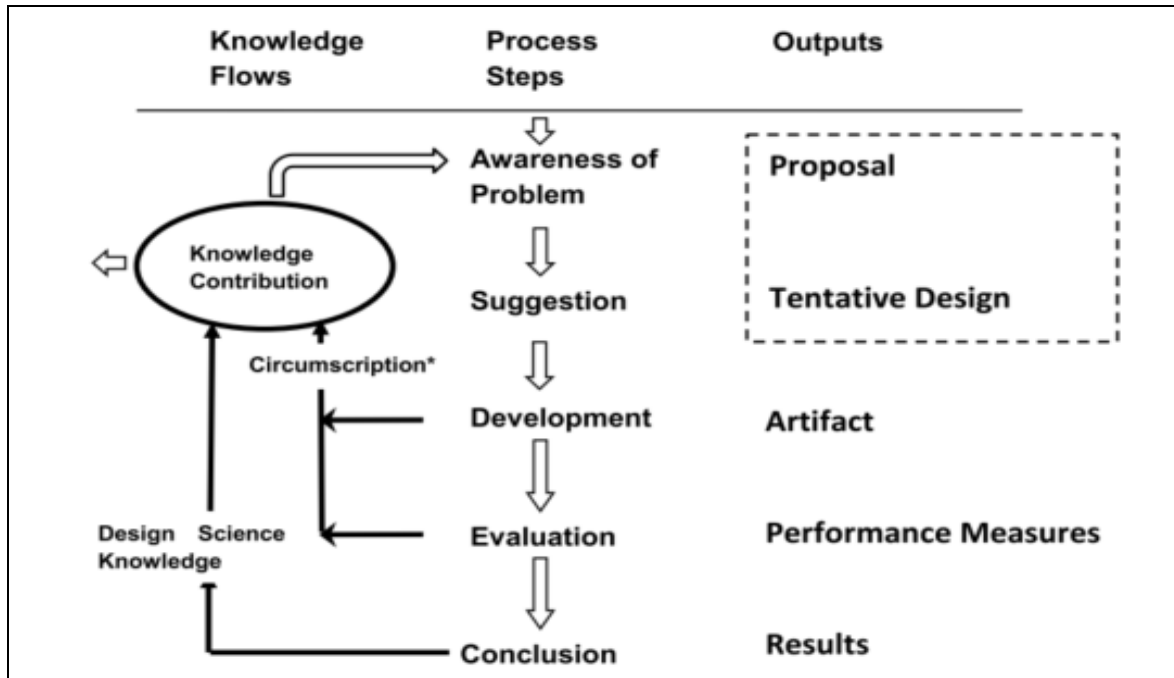 Knowledge
Flows
Process
Steps
Outputs
Awareness of
Problem
Proposal
Knowledge
Contribution
Suggestion
Tentative Design
Circumscription*
Development
Artifact
Design Science
Knowledge
Evaluation
Performance Measures
Conclusion
Results